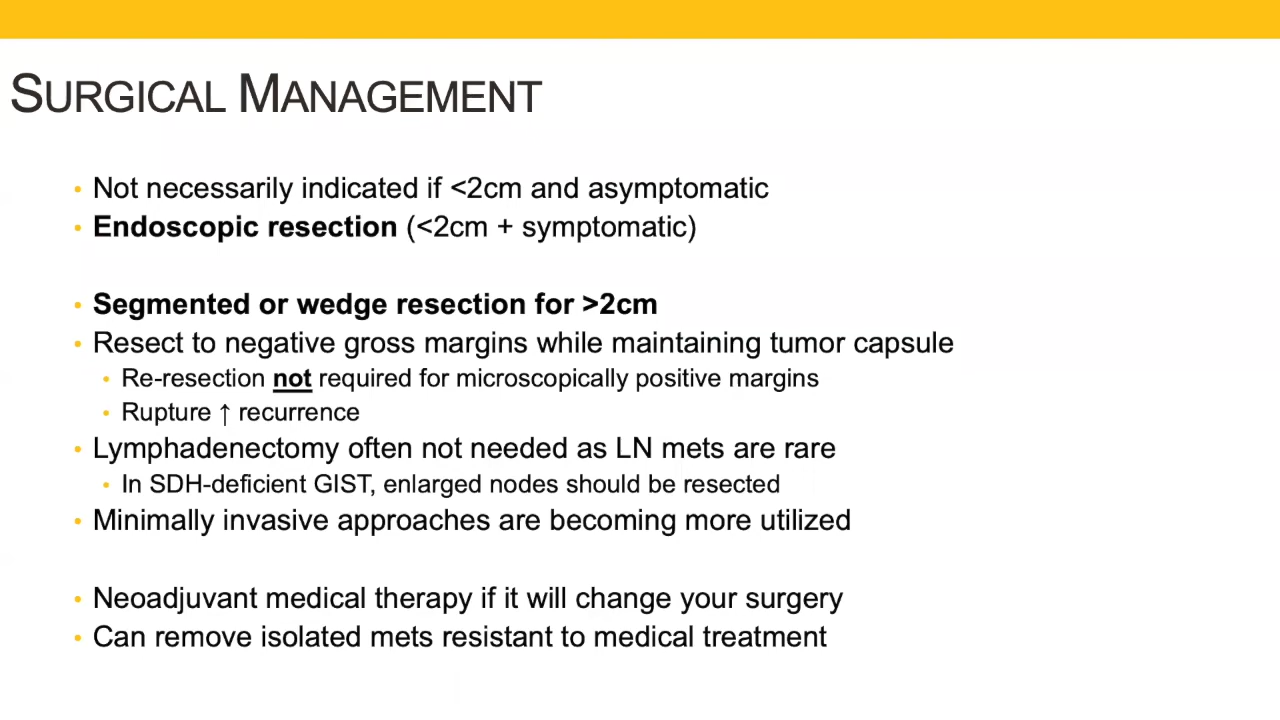 SURGICAL MANAGEMENT
• Not necessarily indicated if <2cm and asymptomatic
• Endoscopic resection (<2cm + symptomatic)
• Segmented or wedge resection for >2cm
• Resect to negative gross margins while maintaining tumor capsule
• Re-resection not required for microscopically positive margins
• Rupture ↑ recurrence
• Lymphadenectomy often not needed as LN mets are rare
• In SDH-deficient GIST, enlarged nodes should be resected
• Minimally invasive approaches are becoming more utilized
• Neoadjuvant medical therapy if it will change your surgery
• Can remove isolated mets resistant to medical treatment